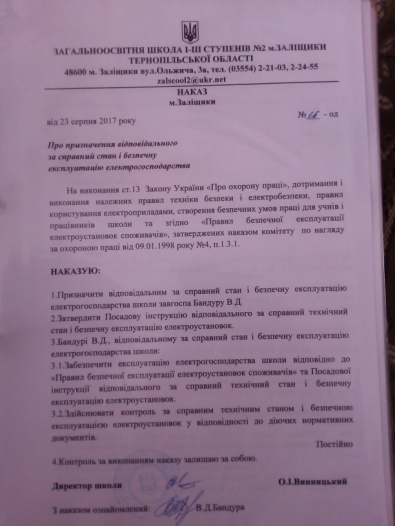 ЗАГАЛЬНООСВІТНЯ ШКОЛА І-ІІІ СТУПЕНІВ №2 м.ЗАЛІЩИКИ
ТЕРНОПІЛЬСЬКОЇ ОБЛАСТІ
48600 м. Заліщики вул.Ольжича, 3а, тел. (03554) 2-21-03, 2-24-55
zalscool2@ukr.net
НАКАЗ
м.Заліщики
від 23 серпня 2017 року
№ 66 - од
Про призначення відповідального
за справний стан і безпечну
експлуатацію електрогосподарства
На виконання ст.13 Закону України «Про охорону праці», дотримання і
виконання належних правил техніки безпеки і електробезпеки, правил
користування електроприладами, створення безпечних умов праці для учнів і
працівників школи та згідно «Правил безпечної експлуатації
електроустановок споживачів», затверджених наказом комітету по нагляду
за охороною праці від 09.01.1998 року №4, п.1.3.1.
НАКАЗУЮ:
1.Призначити відповідальним за справний стан і безпечну експлуатацію
електрогосподарства школи завгоспа Бандуру В.Д.
2.Затвердити Посадову інструкцію відповідального за справний технічний
стан і безпечну експлуатацію електроустановок.
3.Бандурі В.Д., відповідальному за справний стан і безпечну експлуатацію
електрогосподарства школи:
3.1.Забезпечити експлуатацію електрогосподарства школи відповідно до
«Правил безпечної експлуатації електроустановок споживачів» та Посадової
інструкції відповідального за справний технічний стан і безпечну
експлуатацію електроустановок.
3.2.Здійснювати контроль за справним технічним станом і безпечною
експлуатацією електроустановок у відповідності до діючих нормативних
документів.
Постійно
4.Контроль за виконанням наказу залишаю за собою.
Директор школи О.І.Винницький
З наказом ознайомлений: В.Д.Бандура